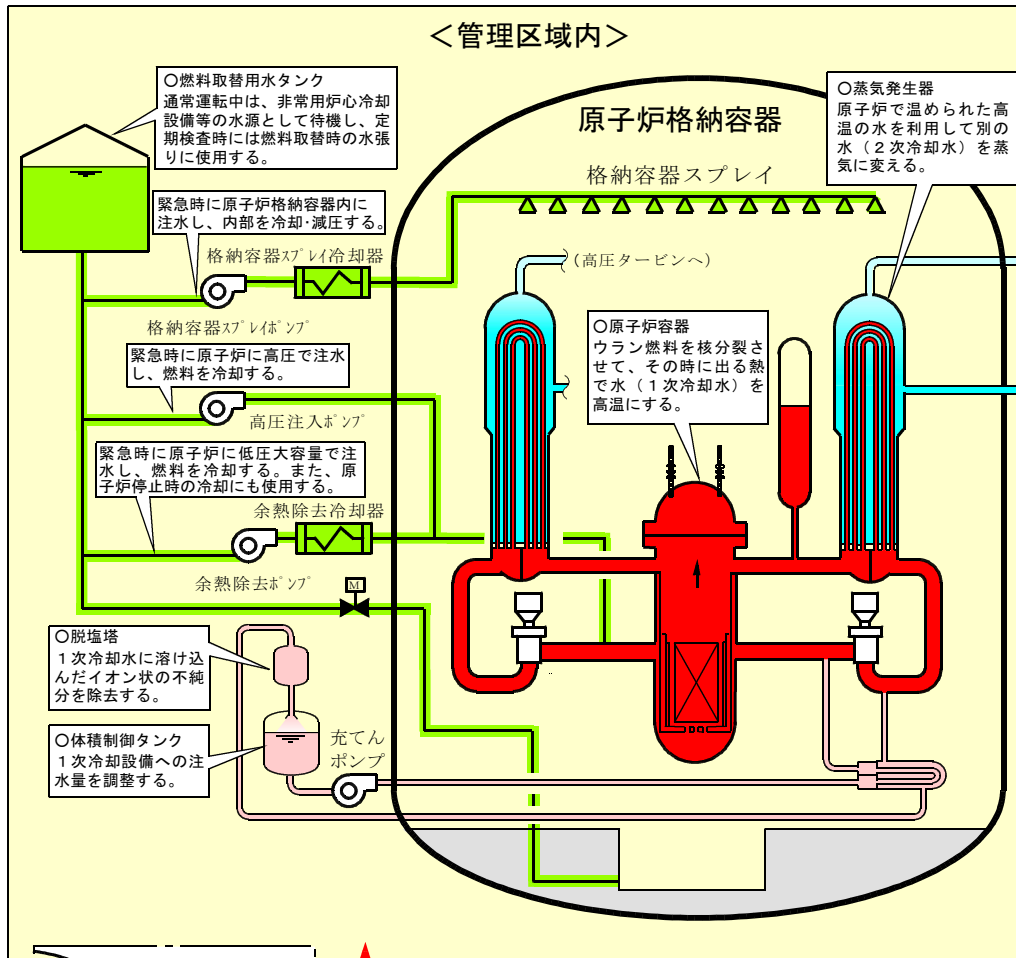 ＜管理区域内＞
○燃料取替用水タンク
通常運転中は、非常用炉心冷却
設備等の水源として待機し、定
期検査時には燃料取替時の水張
りに使用する。
原子炉格納容器
○蒸気発生器
原子炉で温められた高
温の水を利用して別の
水（２次冷却水）を蒸
気に変える。
格納容器スプレイ
緊急時に原子炉格納容器内に
注水し、内部を冷却･減圧する。
格納容器ｽﾌﾟﾚｲ冷却器
(高圧タービンへ)
格納容器ｽﾌﾟﾚｲﾎﾟﾝﾌﾟ
○原子炉容器
ウラン燃料を核分裂さ
せて、その時に出る熱
で水（１次冷却水）を
高温にする。
緊急時に原子炉に高圧で注水
し、燃料を冷却する。
高圧注入ﾎﾟﾝﾌﾟ
緊急時に原子炉に低圧大容量で注
水し、燃料を冷却する。また、原
子炉停止時の冷却にも使用する。
余熱除去冷却器
余熱除去ﾎﾟﾝﾌﾟ
M
○脱塩塔
１次冷却水に溶け込
んだイオン状の不純
分を除去する。
○体積制御タンク
１次冷却設備への注
水量を調整する。
充てん
ポンプ